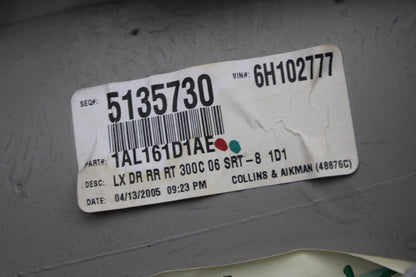 SEQ#: 5135730 VIN#: 6H102777
PART#: 1AL161D1AE
DESC: LX DR RR RT 300C 06 SRT-8 1D1
DATE: 04/13/2005 09:23 PM COLLINS & AIKMAN (48876C)